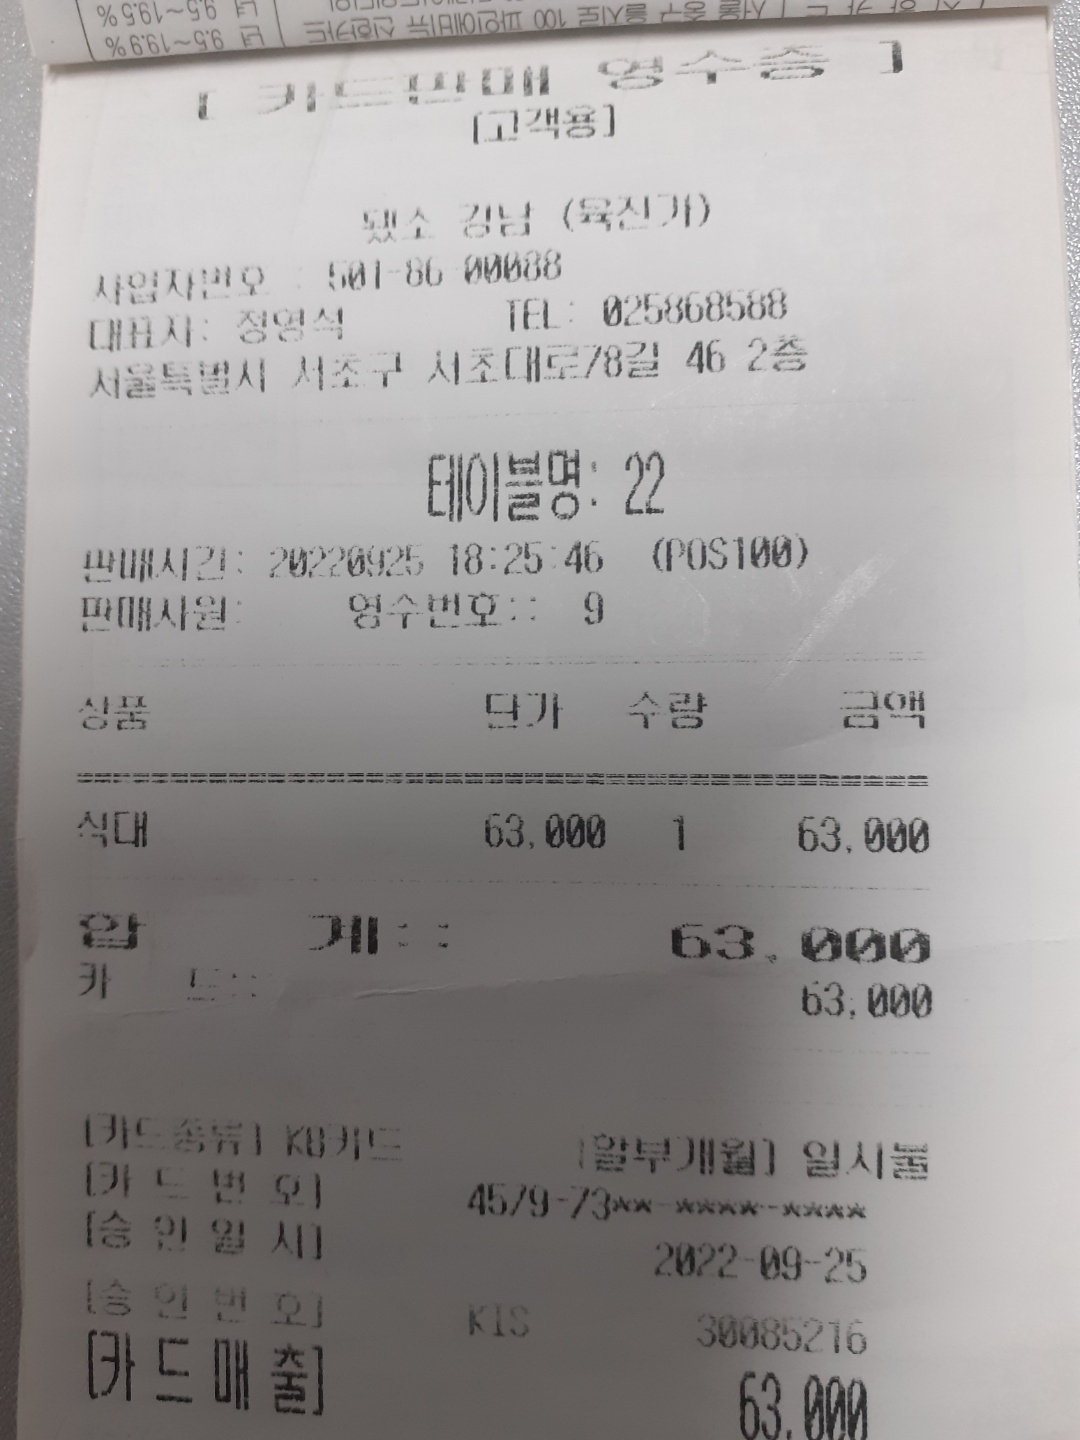 [ 카드판매 영수증 ]
[고객용]
됐소 강남 (육진가)
사업자번호 : 501-86-00088
대표자: 정영식 TEL: 025868588
서울특별시 서초구 서초대로78길 46 2층
테이블명: 22
판매시간: 20220925 18:25:46 (POS100)
판매사원: 영수번호:: 9
상품 단가 수량 금액
식대 63,000 1 63,000
합 계:: 63,000
카 드:: 63,000
[카드종류] KB카드 [할부개월] 일시불
[카 드 번 호] 4579-73**-****-****
[승 인 일 시] 2022-09-25
[승 인 번 호] KIS 30085216
[카 드 매 출] 63,000